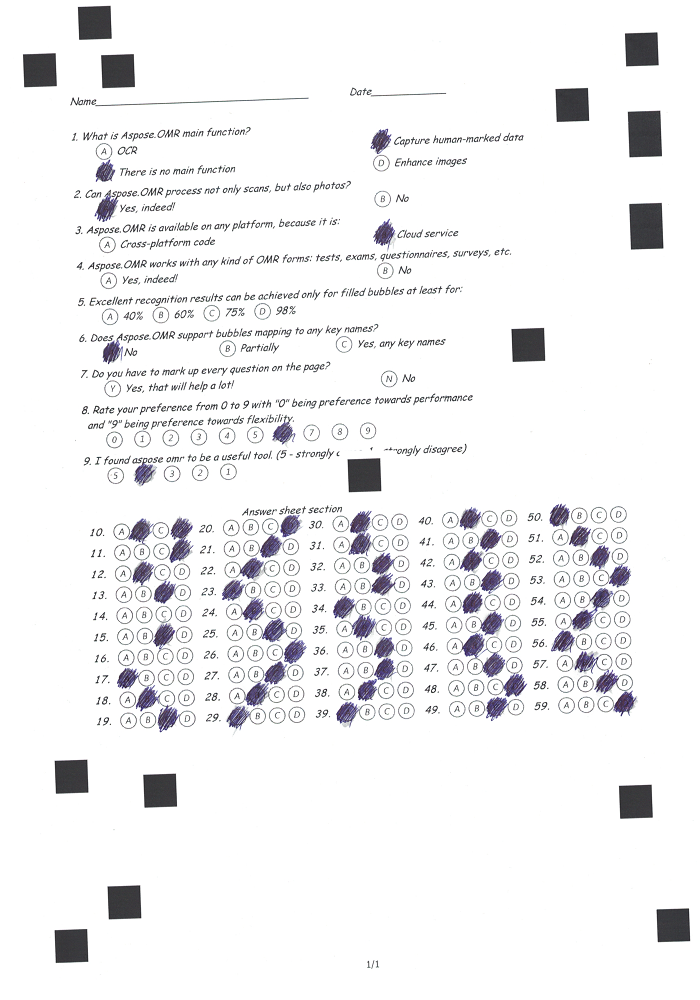 Name Date
1. What is Aspose.OMR main function?
A OCR Capture human-marked data
There is no main function D Enhance images
2. Can Aspose.OMR process not only scans, but also photos?
Yes, indeed! B No
3. Aspose.OMR is available on any platform, because it is:
A Cross-platform code Cloud service
4. Aspose.OMR works with any kind of OMR forms: tests, exams, questionnaires, surveys, etc.
A Yes, indeed! B No
5. Excellent recognition results can be achieved only for filled bubbles at least for:
A 40% B 60% C 75% D 98%
6. Does Aspose.OMR support bubbles mapping to any key names?
No B Partially C Yes, any key names
7. Do you have to mark up every question on the page?
Y Yes, that will help a lot! N No
8. Rate your preference from 0 to 9 with "0" being preference towards performance
and "9" being preference towards flexibility.
0 1 2 3 4 5 7 8 9
9. I found aspose omr to be a useful tool. (5 - strongly strongly disagree)
5 3 2 1
Answer sheet section
10. A C 20. A B C 30. A C D 40. A C D 50. B C D
11. A B C 21. A B D 31. A C D 41. A B D 51. A C D
12. A C D 22. A C D 32. A B D 42. A C D 52. A B D
13. A B D 23. B C D 33. A B D 43. A B D 53. A B C
14. A B C D 24. A C D 34. B C D 44. A C D 54. A B D
15. A B D 25. A B D 35. A C D 45. A B D 55. A C D
16. A B C D 26. A B C 36. A B D 46. A C D 56. B C D
17. B C D 27. A B D 37. A B D 47. A B D 57. A C D
18. A C D 28. A C D 38. A C D 48. A B C 58. A B D
19. A B D 29. B C D 39. B C D 49. A B D 59. A B C
1/1